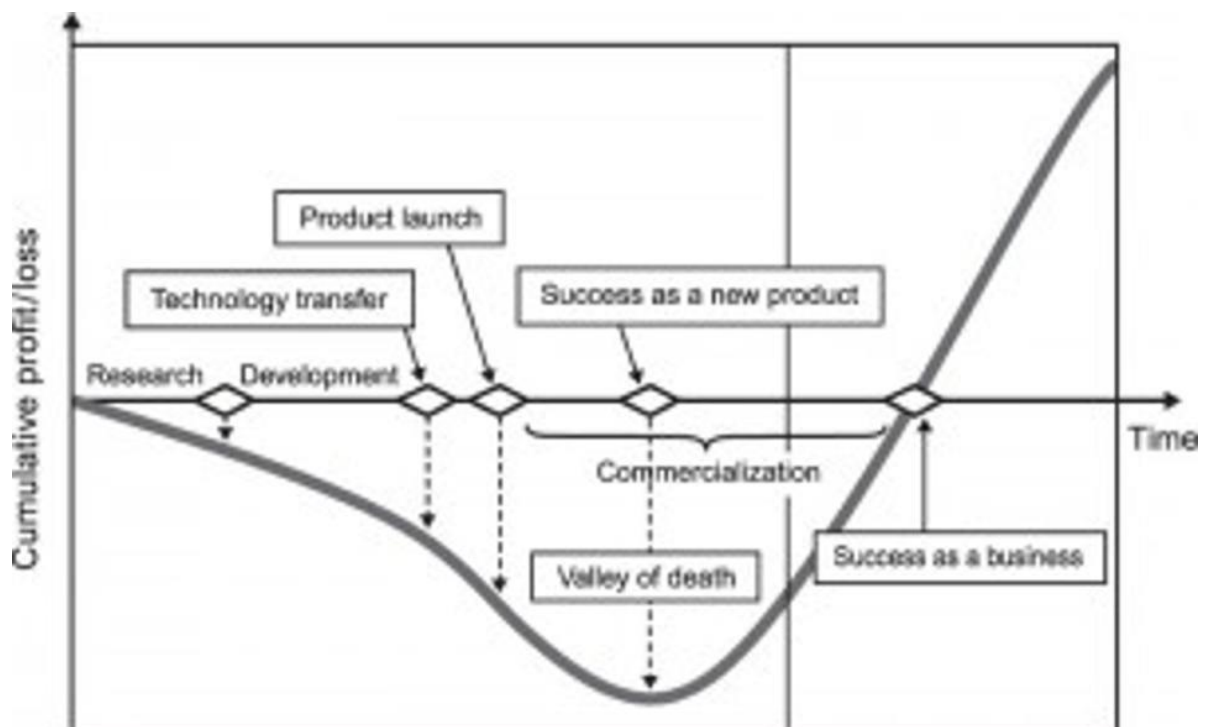 Cumulative profit/loss
Product launch
Technology transfer
Success as a new product
Research
Development
Time
Commercialization
Valley of death
Success as a business